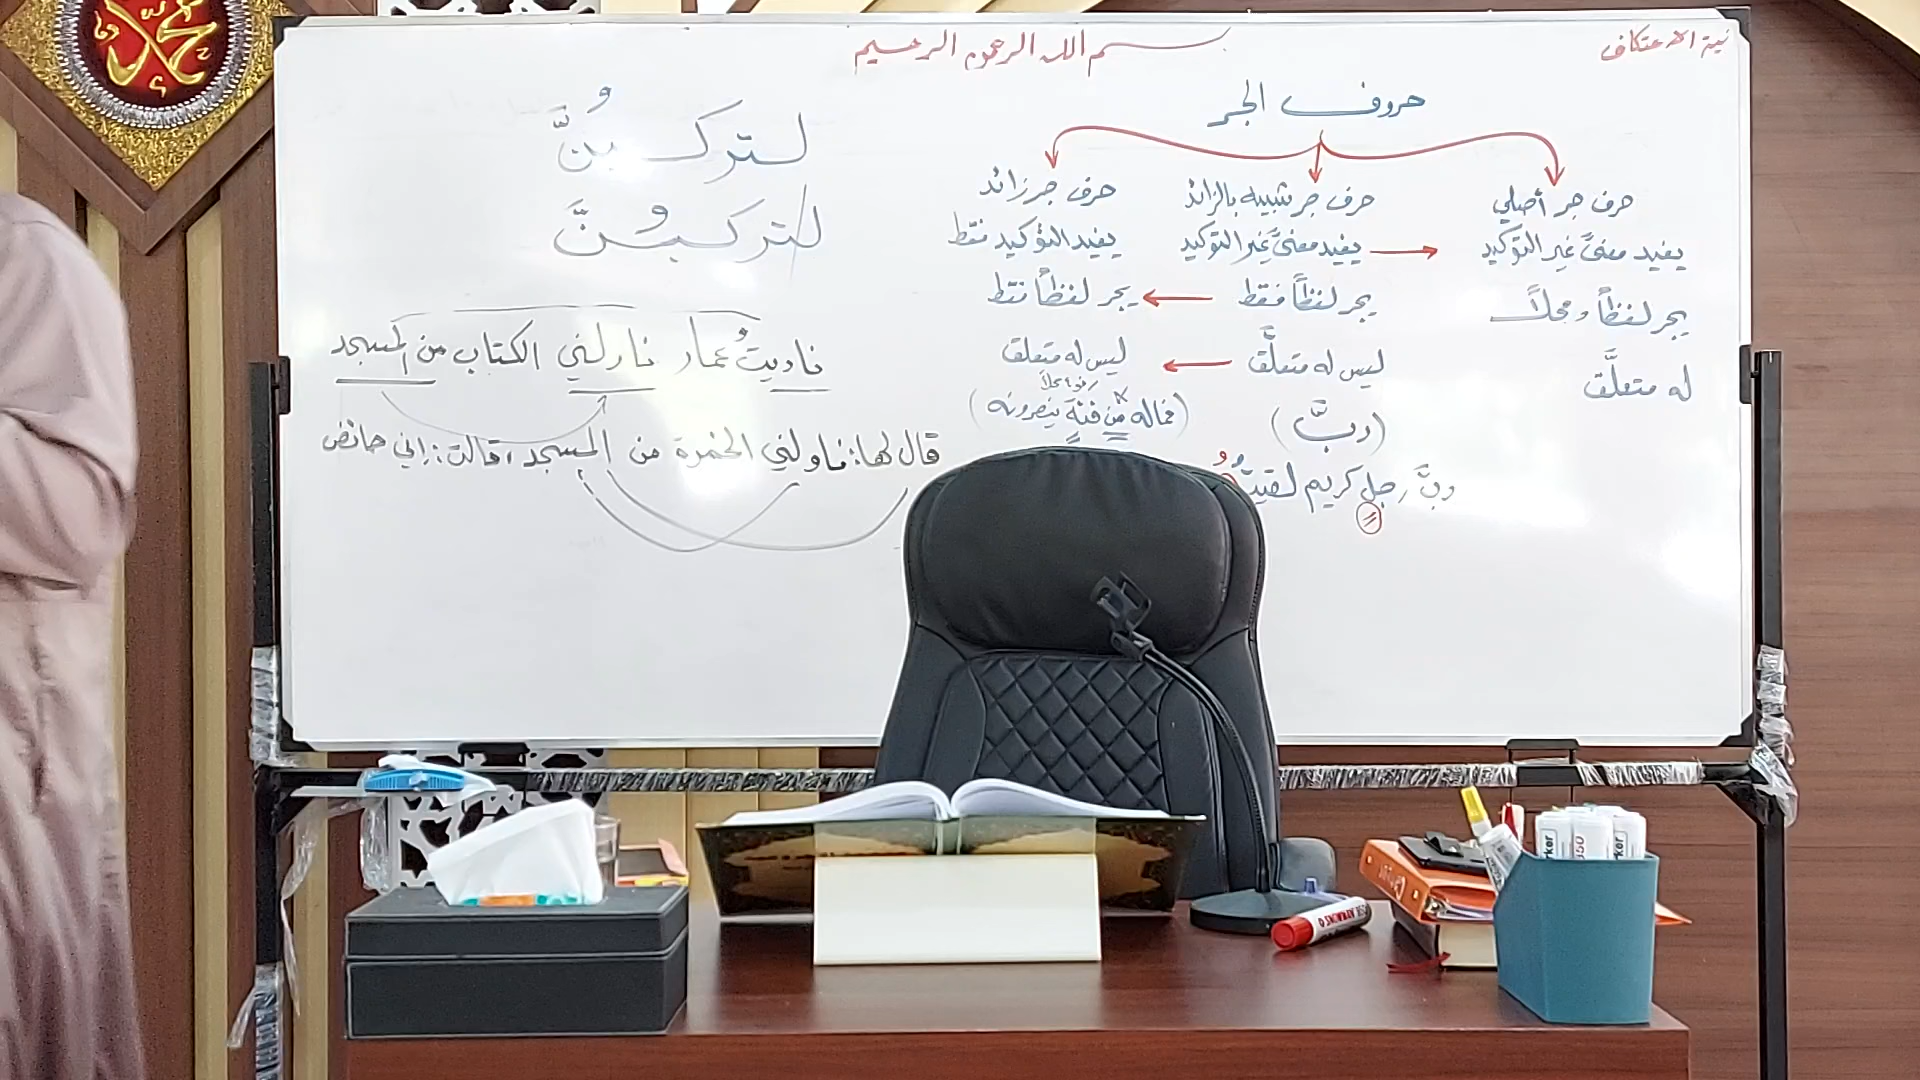 نية الاعتكاف
بسم الله الرحمن الرحيم
حروف الجر
حرف جر أصلي
يفيد معنىً غير التوكيد
يجر لفظاً ومحلاً
له متعلَّق
حرف جر شبيه بالزائد
يفيد معنىً غير التوكيد
يجر لفظاً فقط
ليس له متعلَّق
(ربَّ)
ربَّ رجل كريم لقيتُ
حرف جر زائد
يفيد التوكيد فقط
يجر لفظاً فقط
ليس له متعلق
(فماله من فئة ينصرونه)
لتركبُنَّ
لتركبونَّ
ناديتُ عمار ناولني الكتاب من المسجد
قال لها: ناوليني الخمرة من المسجد، قالت: إني حائض
محمد